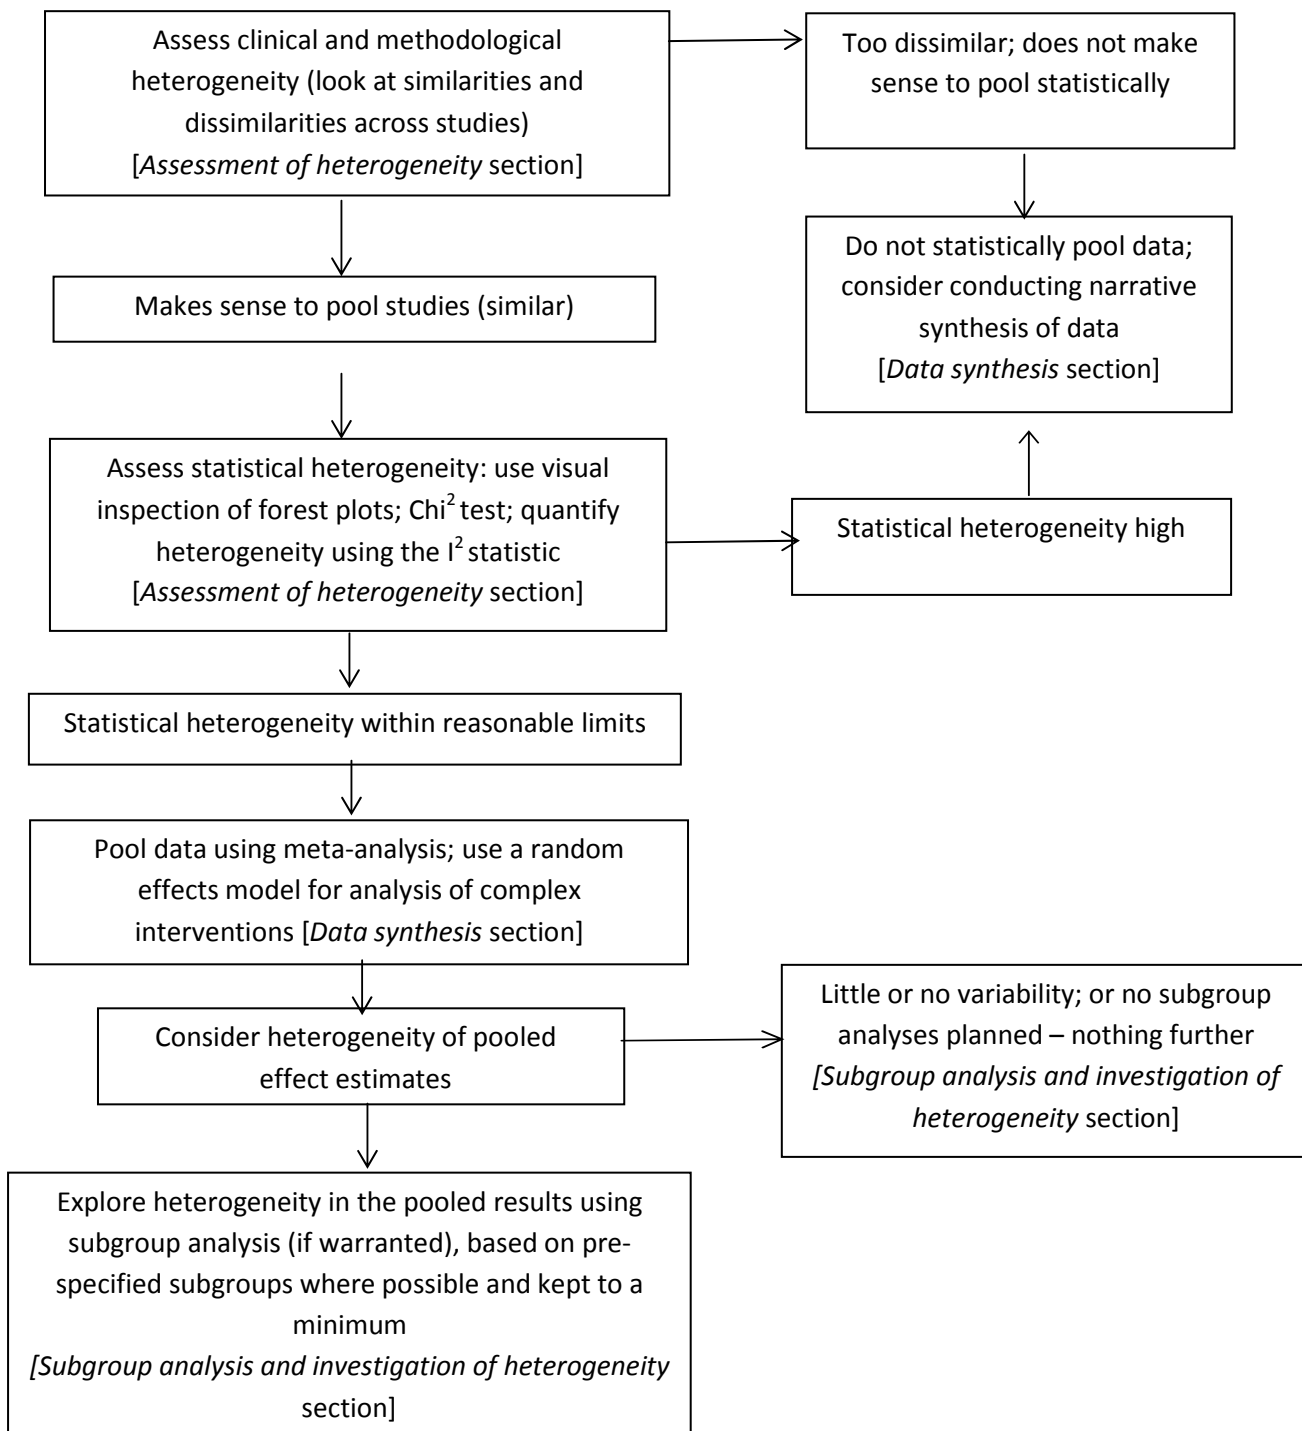 Assess clinical and methodological
heterogeneity (look at similarities and
dissimilarities across studies)
[Assessment of heterogeneity section]
Too dissimilar; does not make
sense to pool statistically
Do not statistically pool data;
consider conducting narrative
synthesis of data
[Data synthesis section]
Makes sense to pool studies (similar)
Assess statistical heterogeneity: use visual
inspection of forest plots; Chi² test; quantify
heterogeneity using the I² statistic
[Assessment of heterogeneity section]
Statistical heterogeneity high
Statistical heterogeneity within reasonable limits
Pool data using meta-analysis; use a random
effects model for analysis of complex
interventions [Data synthesis section]
Consider heterogeneity of pooled
effect estimates
Little or no variability; or no subgroup
analyses planned – nothing further
[Subgroup analysis and investigation of
heterogeneity section]
Explore heterogeneity in the pooled results using
subgroup analysis (if warranted), based on pre-
specified subgroups where possible and kept to a
minimum
[Subgroup analysis and investigation of heterogeneity
section]